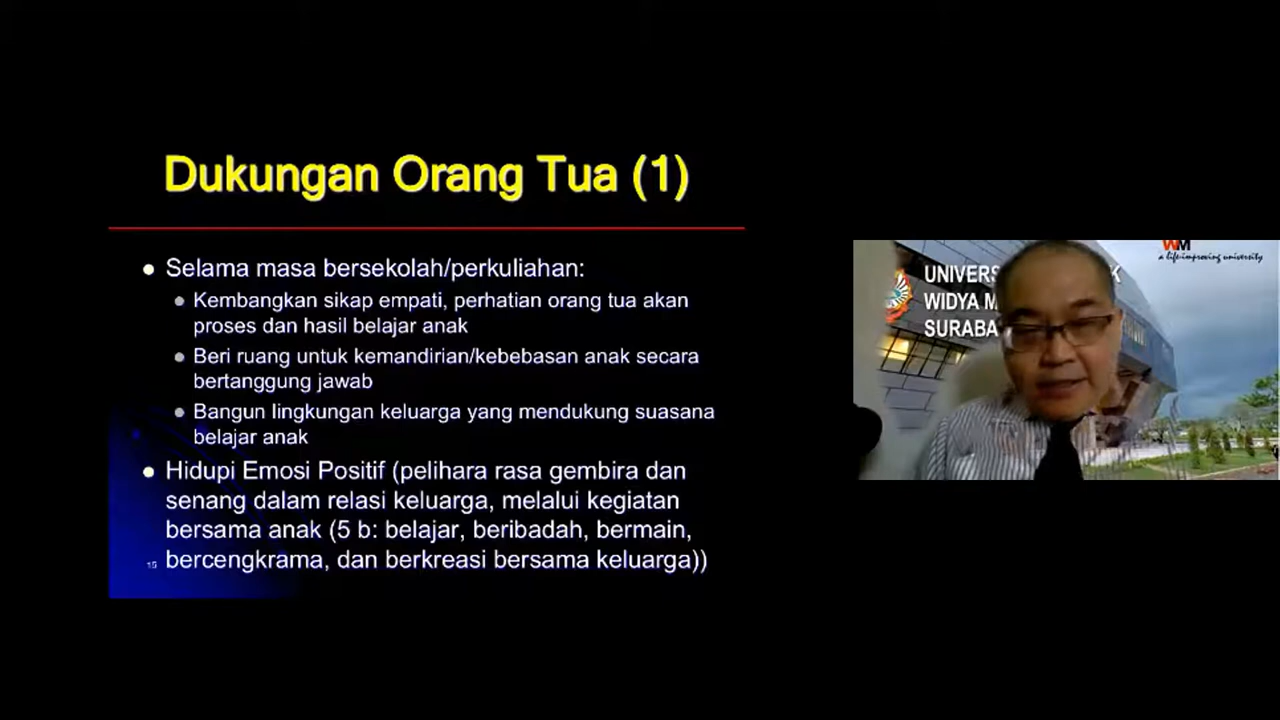 Dukungan Orang Tua (1)
Selama masa bersekolah/perkuliahan:
Kembangkan sikap empati, perhatian orang tua akan
proses dan hasil belajar anak
Beri ruang untuk kemandirian/kebebasan anak secara
bertanggung jawab
Bangun lingkungan keluarga yang mendukung suasana
belajar anak
Hidupi Emosi Positif (pelihara rasa gembira dan
senang dalam relasi keluarga, melalui kegiatan
bersama anak (5 b: belajar, beribadah, bermain,
bercengkrama, dan berkreasi bersama keluarga))
15
WM
a life-improving university
WIDYA